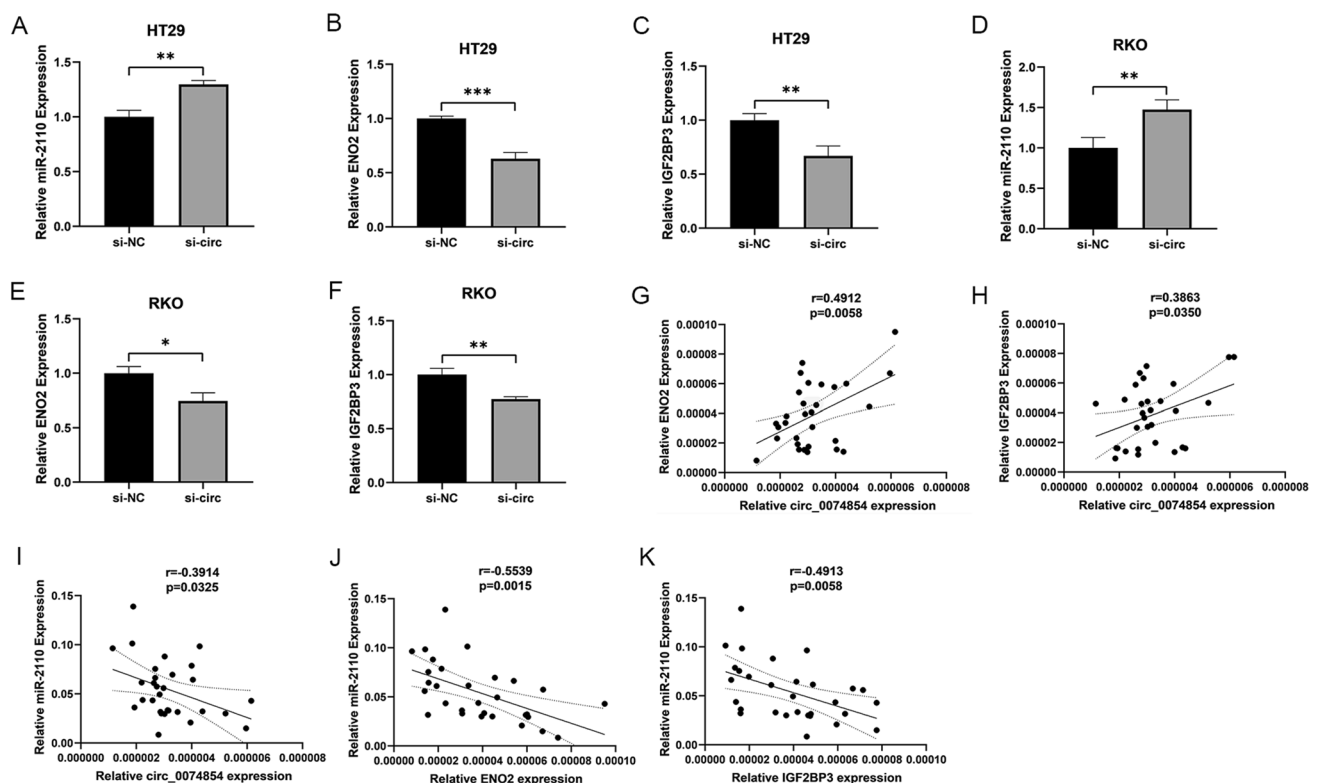 A
HT29
Relative miR-2110 Expression
1.5
1.0
0.5
0.0
**
si-NC
si-circ
B
HT29
Relative ENO2 Expression
1.5
1.0
0.5
0.0
***
si-NC
si-circ
C
HT29
Relative IGF2BP3 Expression
1.5
1.0
0.5
0.0
**
si-NC
si-circ
D
RKO
Relative miR-2110 Expression
2.0
1.5
1.0
0.5
0.0
**
si-NC
si-circ
E
RKO
Relative ENO2 Expression
1.5
1.0
0.5
0.0
*
si-NC
si-circ
F
RKO
Relative IGF2BP3 Expression
1.5
1.0
0.5
0.0
**
si-NC
si-circ
G
r=0.4912
p=0.0058
Relative ENO2 Expression
0.00010
0.00008
0.00006
0.00004
0.00002
0.00000
0.000000
0.000002
0.000004
0.000006
0.000008
Relative circ_0074854 expression
H
r=0.3863
p=0.0350
Relative IGF2BP3 Expression
0.00010
0.00008
0.00006
0.00004
0.00002
0.00000
0.000000
0.000002
0.000004
0.000006
0.000008
Relative circ_0074854 expression
I
r=-0.3914
p=0.0325
Relative miR-2110 Expression
0.15
0.10
0.05
0.00
0.000000
0.000002
0.000004
0.000006
0.000008
Relative circ_0074854 expression
J
r=-0.5539
p=0.0015
Relative miR-2110 Expression
0.15
0.10
0.05
0.00
0.00000
0.00002
0.00004
0.00006
0.00008
0.00010
Relative ENO2 expression
K
r=-0.4913
p=0.0058
Relative miR-2110 Expression
0.15
0.10
0.05
0.00
0.00000
0.00002
0.00004
0.00006
0.00008
0.00010
Relative IGF2BP3 expression